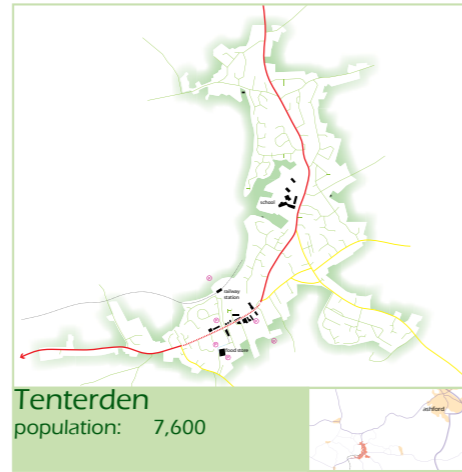 school
railway
station
food store
Tenterden
population: 7,600
ashford